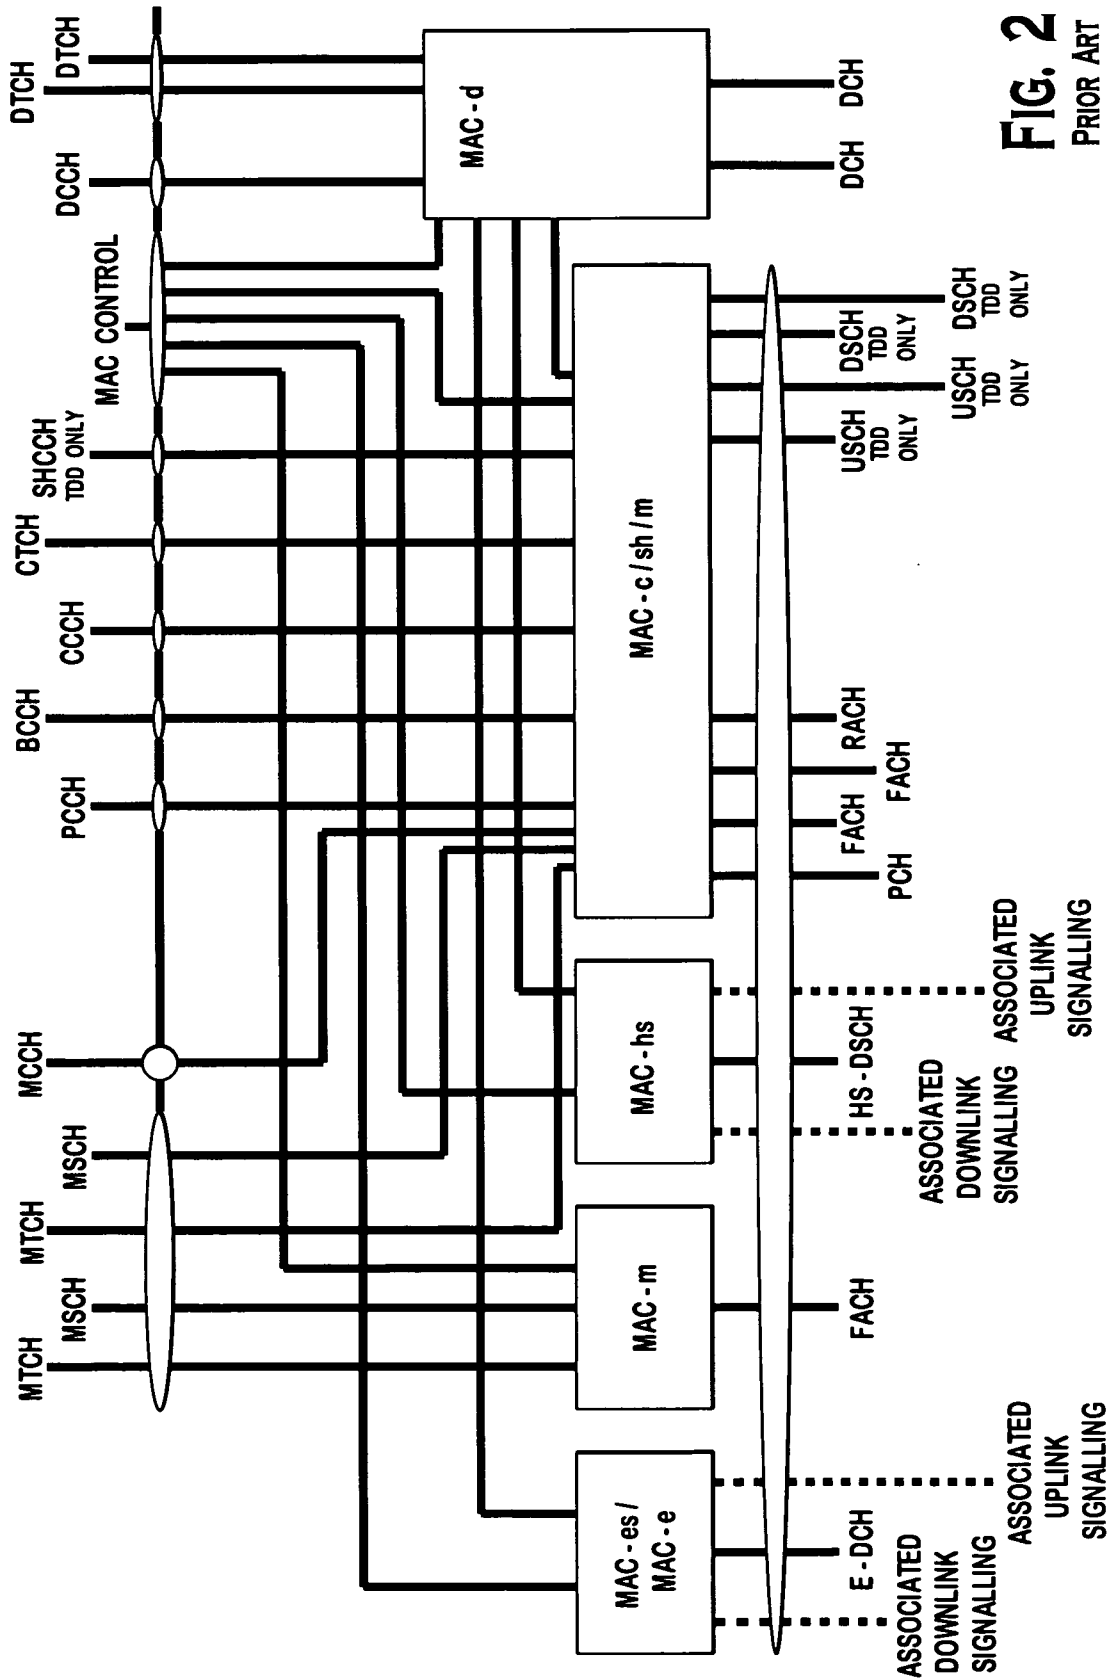 MTCH
MSCH
MTCH
MSCH
MCCH
PCCH
BCCH
CCCH
CTCH
SHCCH
TDD ONLY
MAC CONTROL
DCCH
DTCH
DTCH
MAC-es/
MAC-e
MAC-m
MAC-hs
MAC-c/sh/m
MAC-d
ASSOCIATED
DOWNLINK
SIGNALLING
E-DCH
ASSOCIATED
UPLINK
SIGNALLING
FACH
ASSOCIATED
DOWNLINK
SIGNALLING
HS-DSCH
ASSOCIATED
UPLINK
SIGNALLING
PCH
FACH
FACH
RACH
USCH
TDD
ONLY
USCH
TDD
ONLY
DSCH
TDD
ONLY
DSCH
TDD
ONLY
DCH
DCH
FIG. 2
PRIOR ART